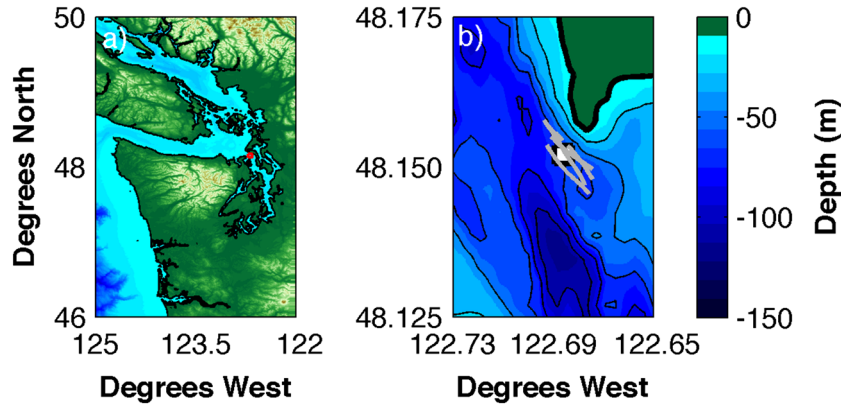 50
48
46
125
123.5
122
Degrees North
Degrees West
a)
b)
48.175
48.150
48.125
122.73
122.69
122.65
Degrees West
0
-50
-100
-150
Depth (m)